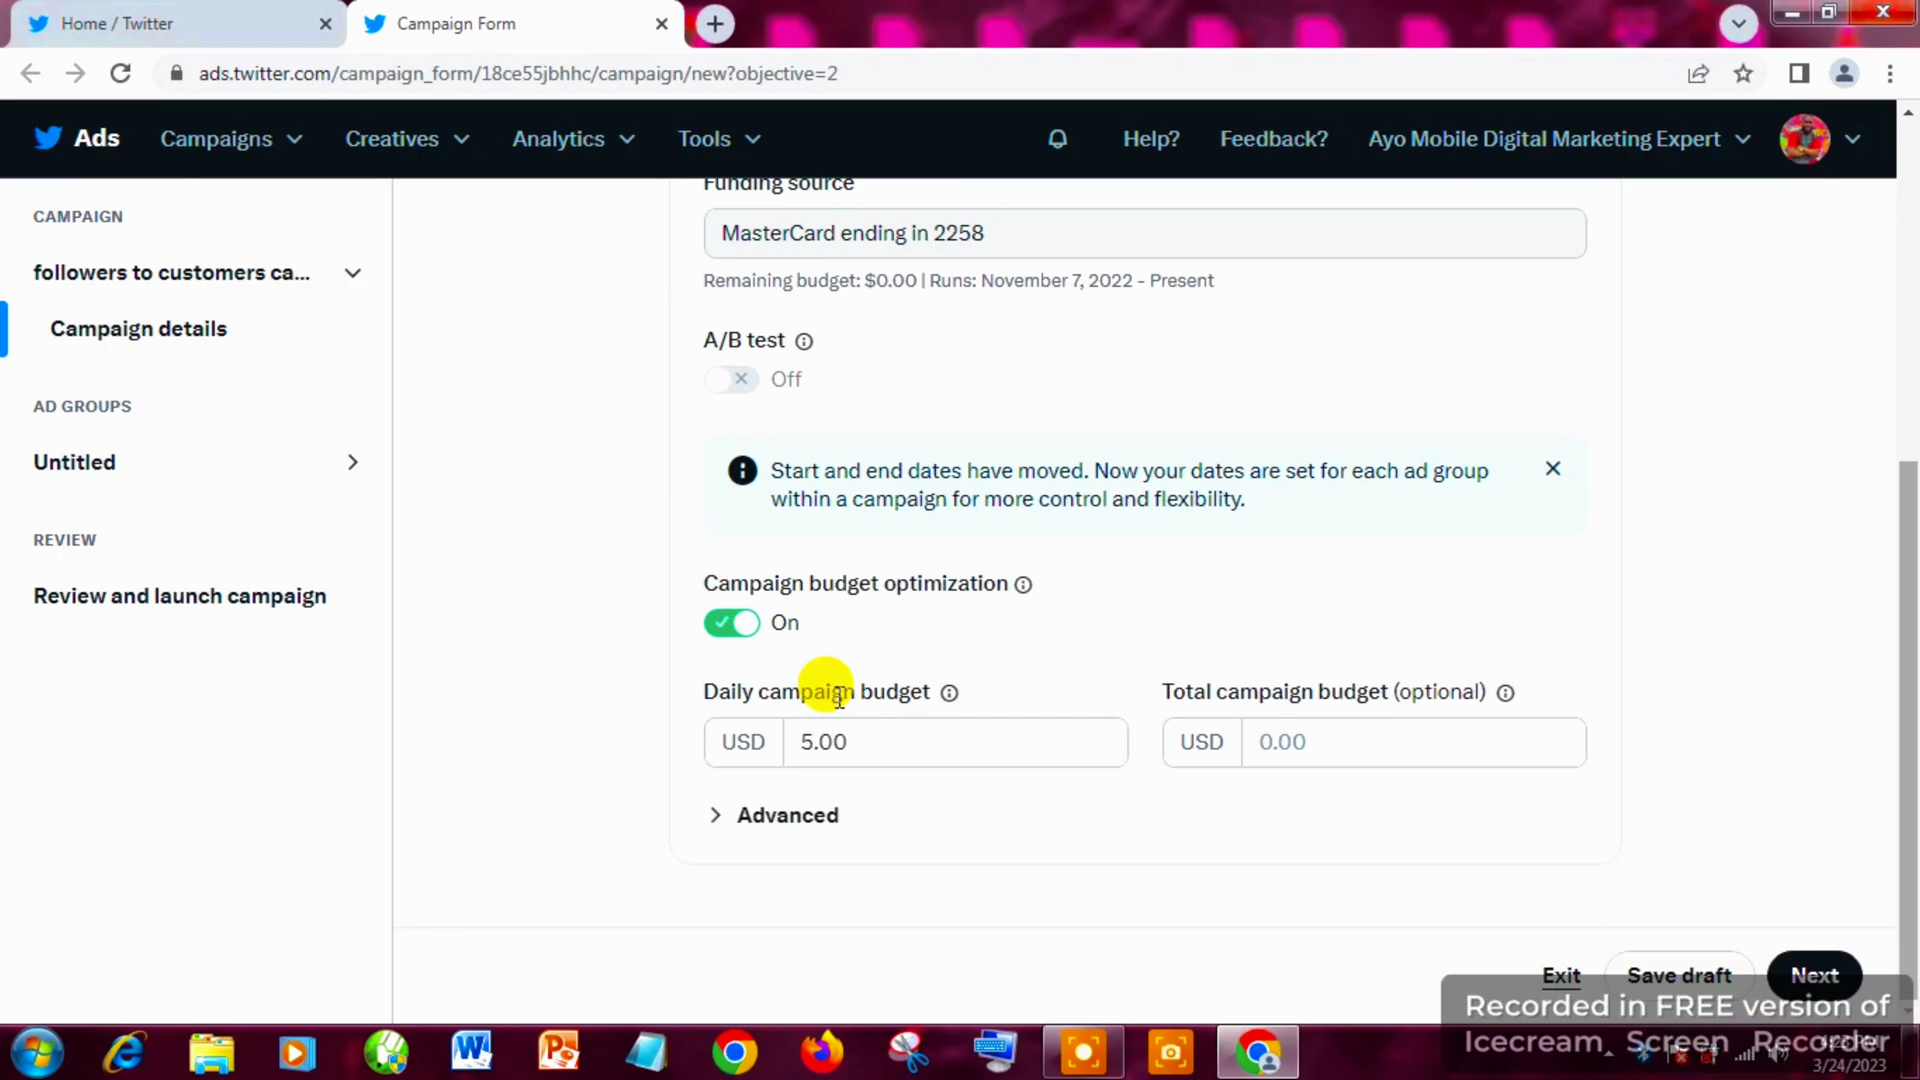 Home / Twitter
Campaign Form
ads.twitter.com/campaign_form/18ce55jbhhc/campaign/new?objective=2
Ads
Campaigns
Creatives
Analytics
Tools
Help?
Feedback?
Ayo Mobile Digital Marketing Expert
CAMPAIGN
followers to customers ca...
Campaign details
AD GROUPS
Untitled
REVIEW
Review and launch campaign
Funding source
MasterCard ending in 2258
Remaining budget: $0.00 | Runs: November 7, 2022 - Present
A/B test
Off
Start and end dates have moved. Now your dates are set for each ad group
within a campaign for more control and flexibility.
Campaign budget optimization
On
Daily campaign budget
USD 5.00
Total campaign budget (optional)
USD 0.00
Advanced
Exit
Save draft
Next
Recorded in FREE version of
Icecream Screen Recorder
3/24/2023